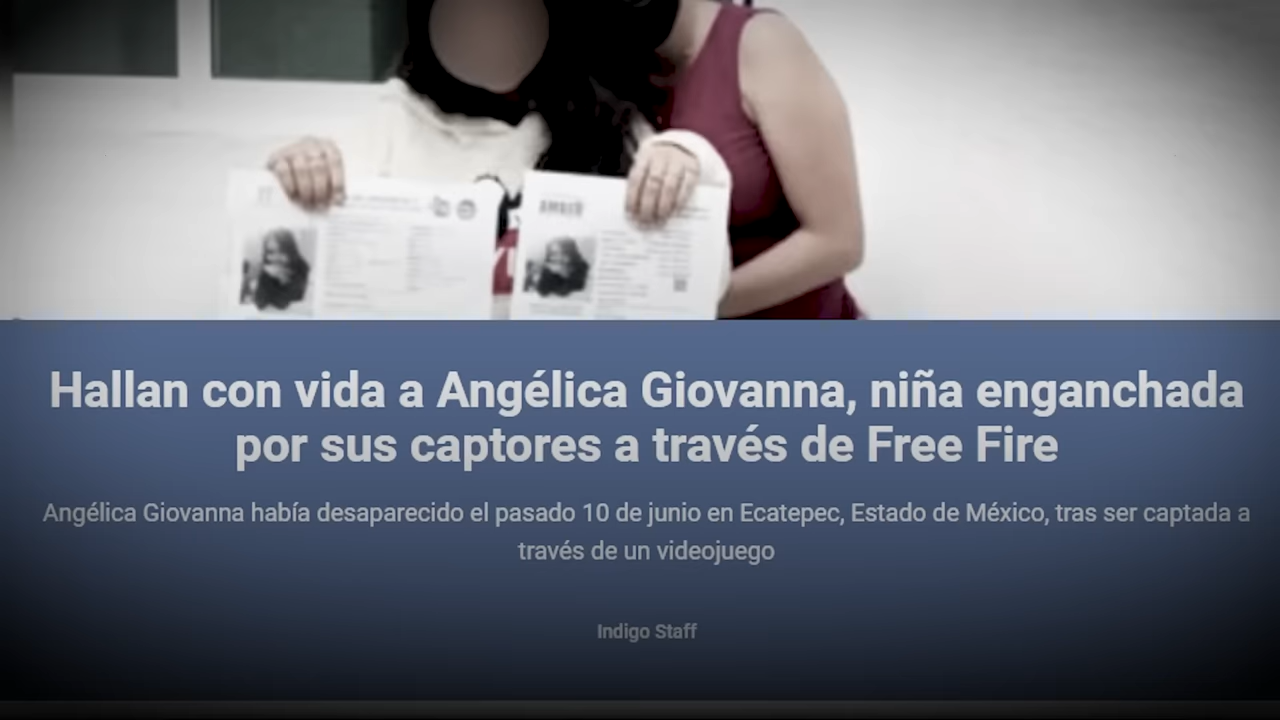 Hallan con vida a Angélica Giovanna, niña enganchada
por sus captores a través de Free Fire
Angélica Giovanna había desaparecido el pasado 10 de junio en Ecatepec, Estado de México, tras ser captada a
través de un videojuego
Indigo Staff